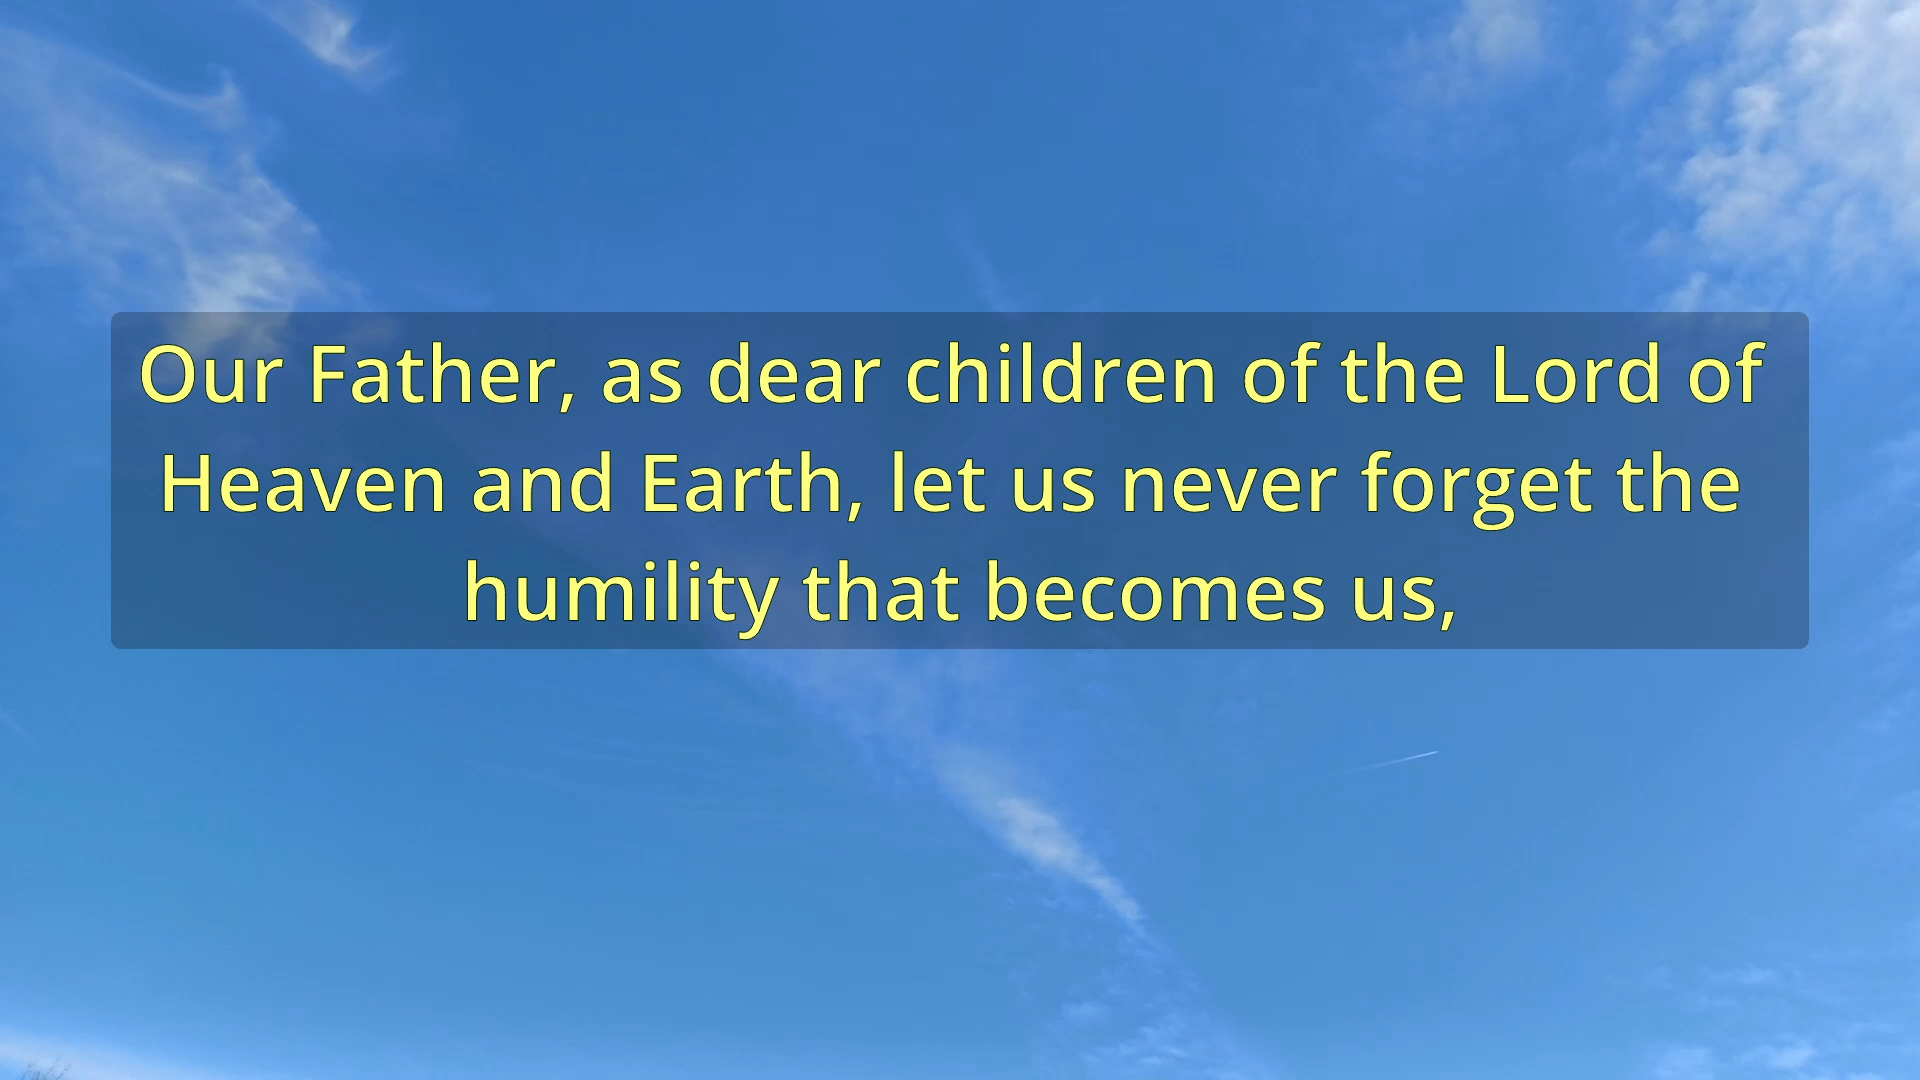 Our Father, as dear children of the Lord of
Heaven and Earth, let us never forget the
humility that becomes us,